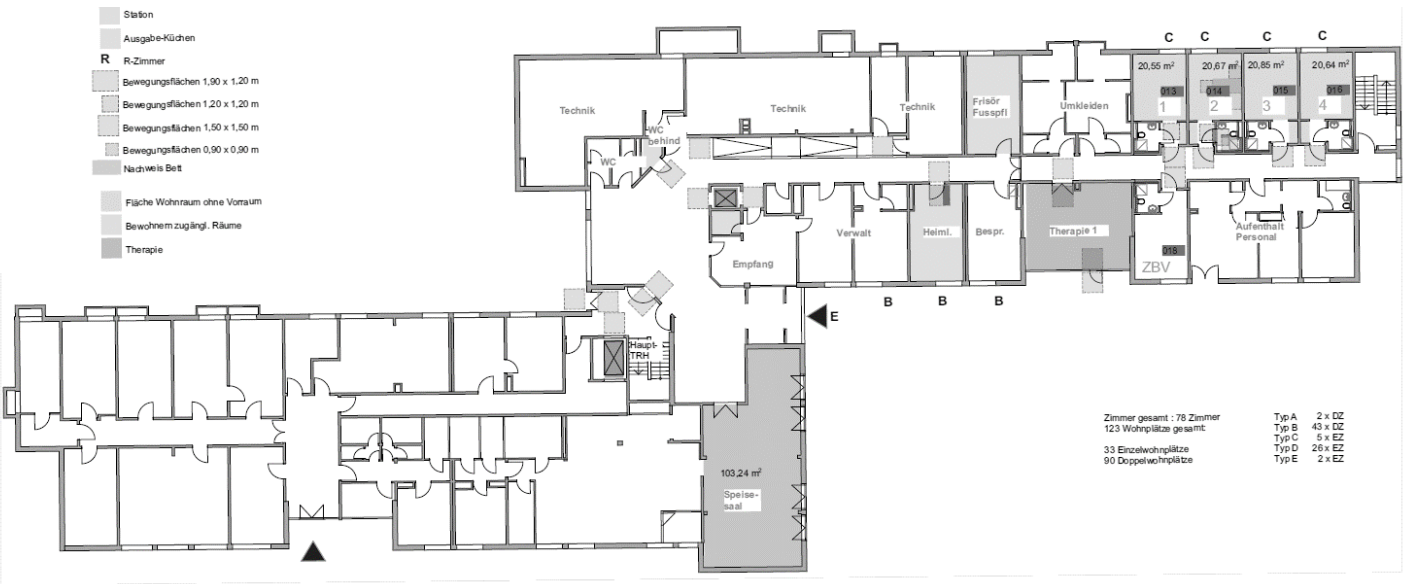 Station
Ausgabe-Küchen
R R-Zimmer
Bewegungsflächen 1,90 x 1,20 m
Bewegungsflächen 1,20 x 1,20 m
Bewegungsflächen 1,50 x 1,50 m
Bewegungsflächen 0,90 x 0,90 m
Nachweis Bett
Fläche Wohnraum ohne Vorraum
Bewohnern zugängl. Räume
Therapie
C C C C
20,55 m² 20,67 m² 20,85 m² 20,64 m²
013 014 015 016
1 2 3 4
Technik
Technik
Technik
Frisör
Fusspfl
Umkleiden
WC
behind
WC
Empfang
Verwalt
Heiml.
Bespr.
Therapie 1
018
ZBV
Aufenthalt
Personal
B B B
E
Haupt-
TRH
103,24 m²
Speise-
saal
Zimmer gesamt : 78 Zimmer
123 Wohnplätze gesamt:
33 Einzelwohnplätze
90 Doppelwohnplätze
Typ A 2 x DZ
Typ B 43 x DZ
Typ C 5 x EZ
Typ D 26 x EZ
Typ E 2 x EZ